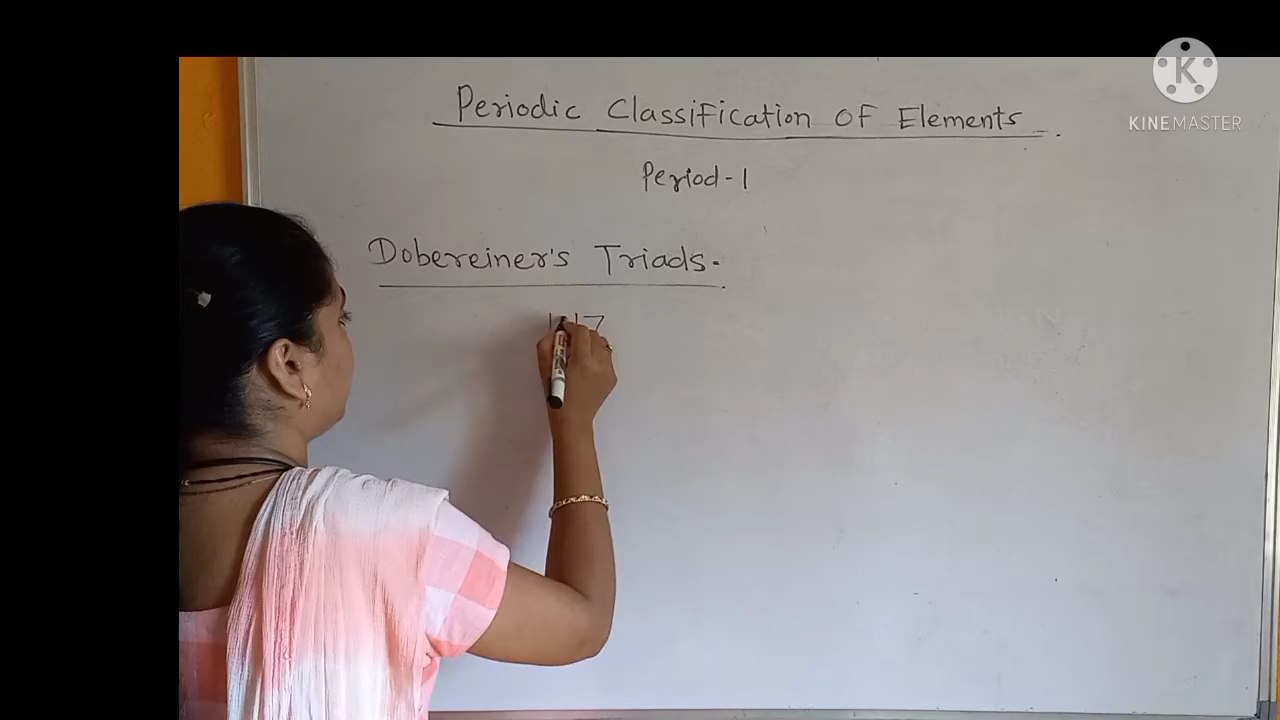 Periodic Classification Of Elements
KINEMASTER
Period-1
Dobereiner's Triads.